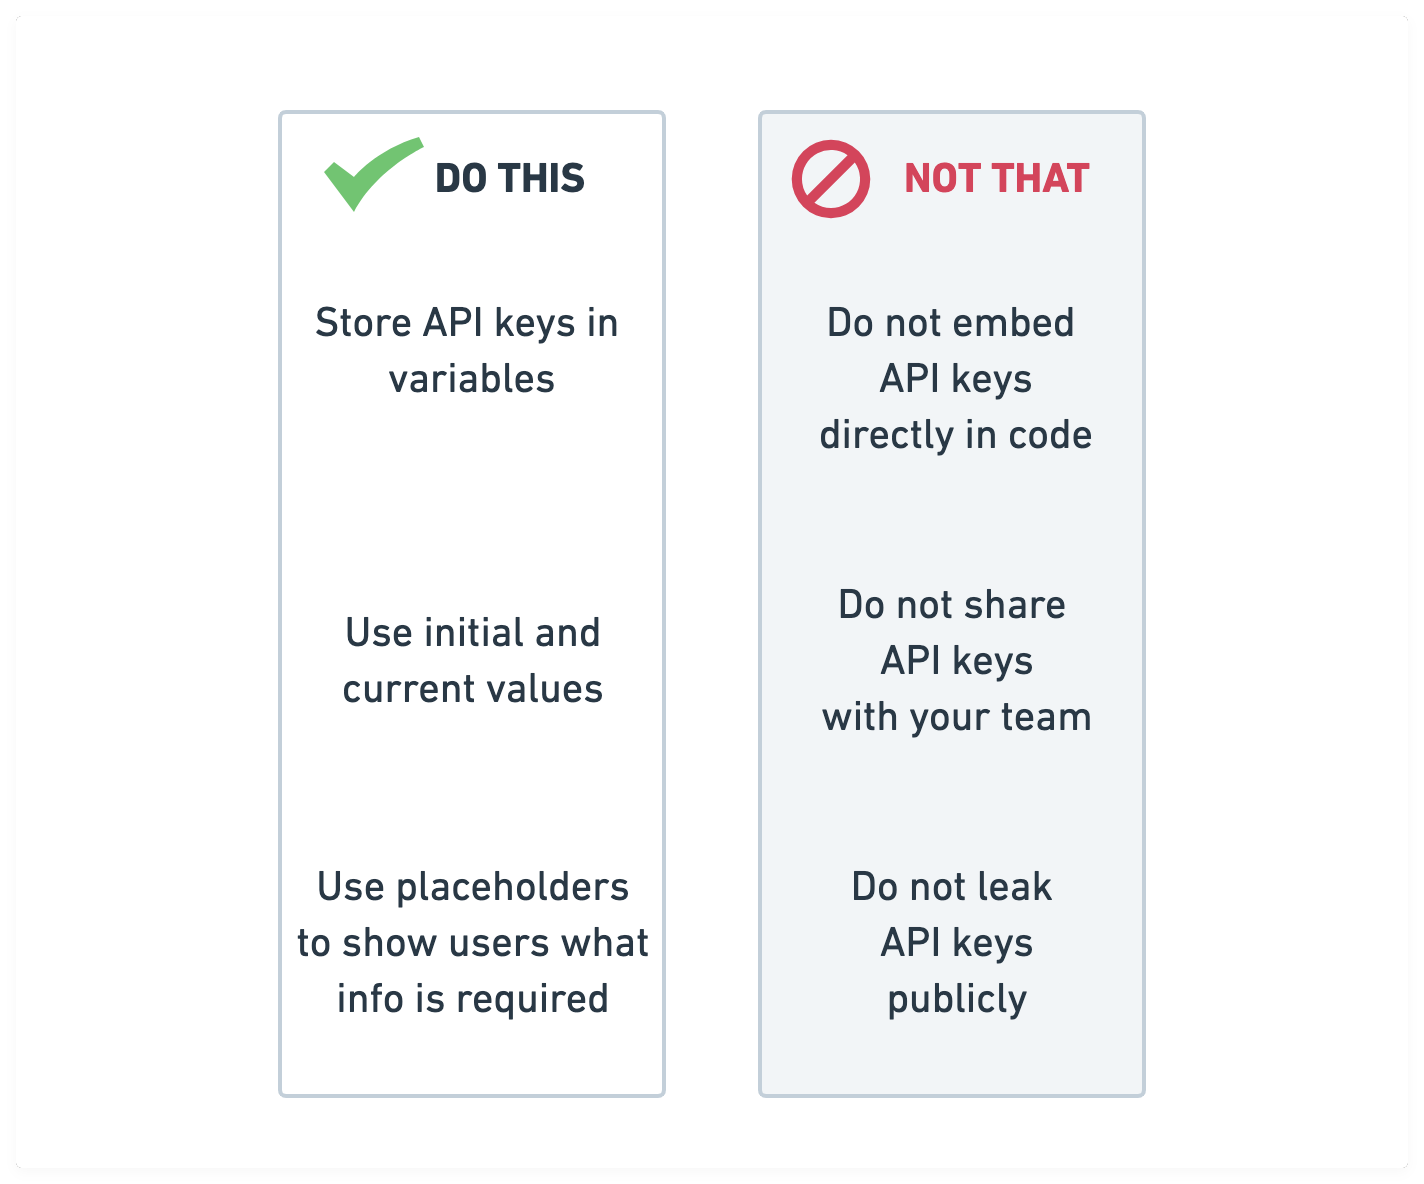 DO THIS
Store API keys in
variables
Use initial and
current values
Use placeholders
to show users what
info is required
NOT THAT
Do not embed
API keys
directly in code
Do not share
API keys
with your team
Do not leak
API keys
publicly